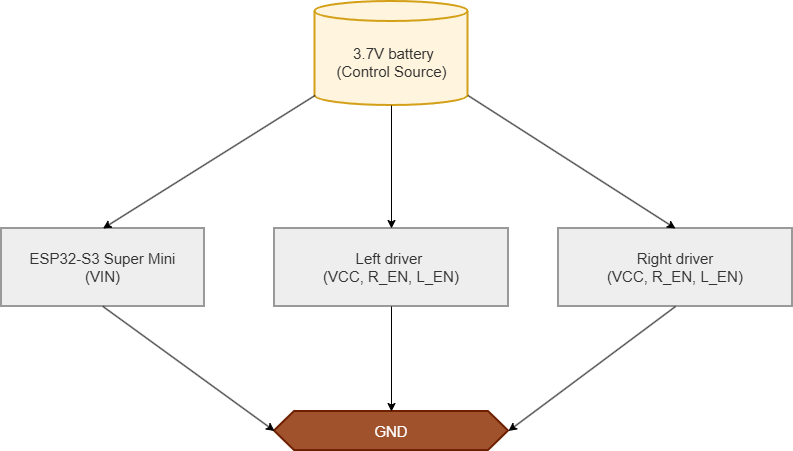 3.7V battery
(Control Source)
ESP32-S3 Super Mini
(VIN)
Left driver
(VCC, R_EN, L_EN)
Right driver
(VCC, R_EN, L_EN)
GND